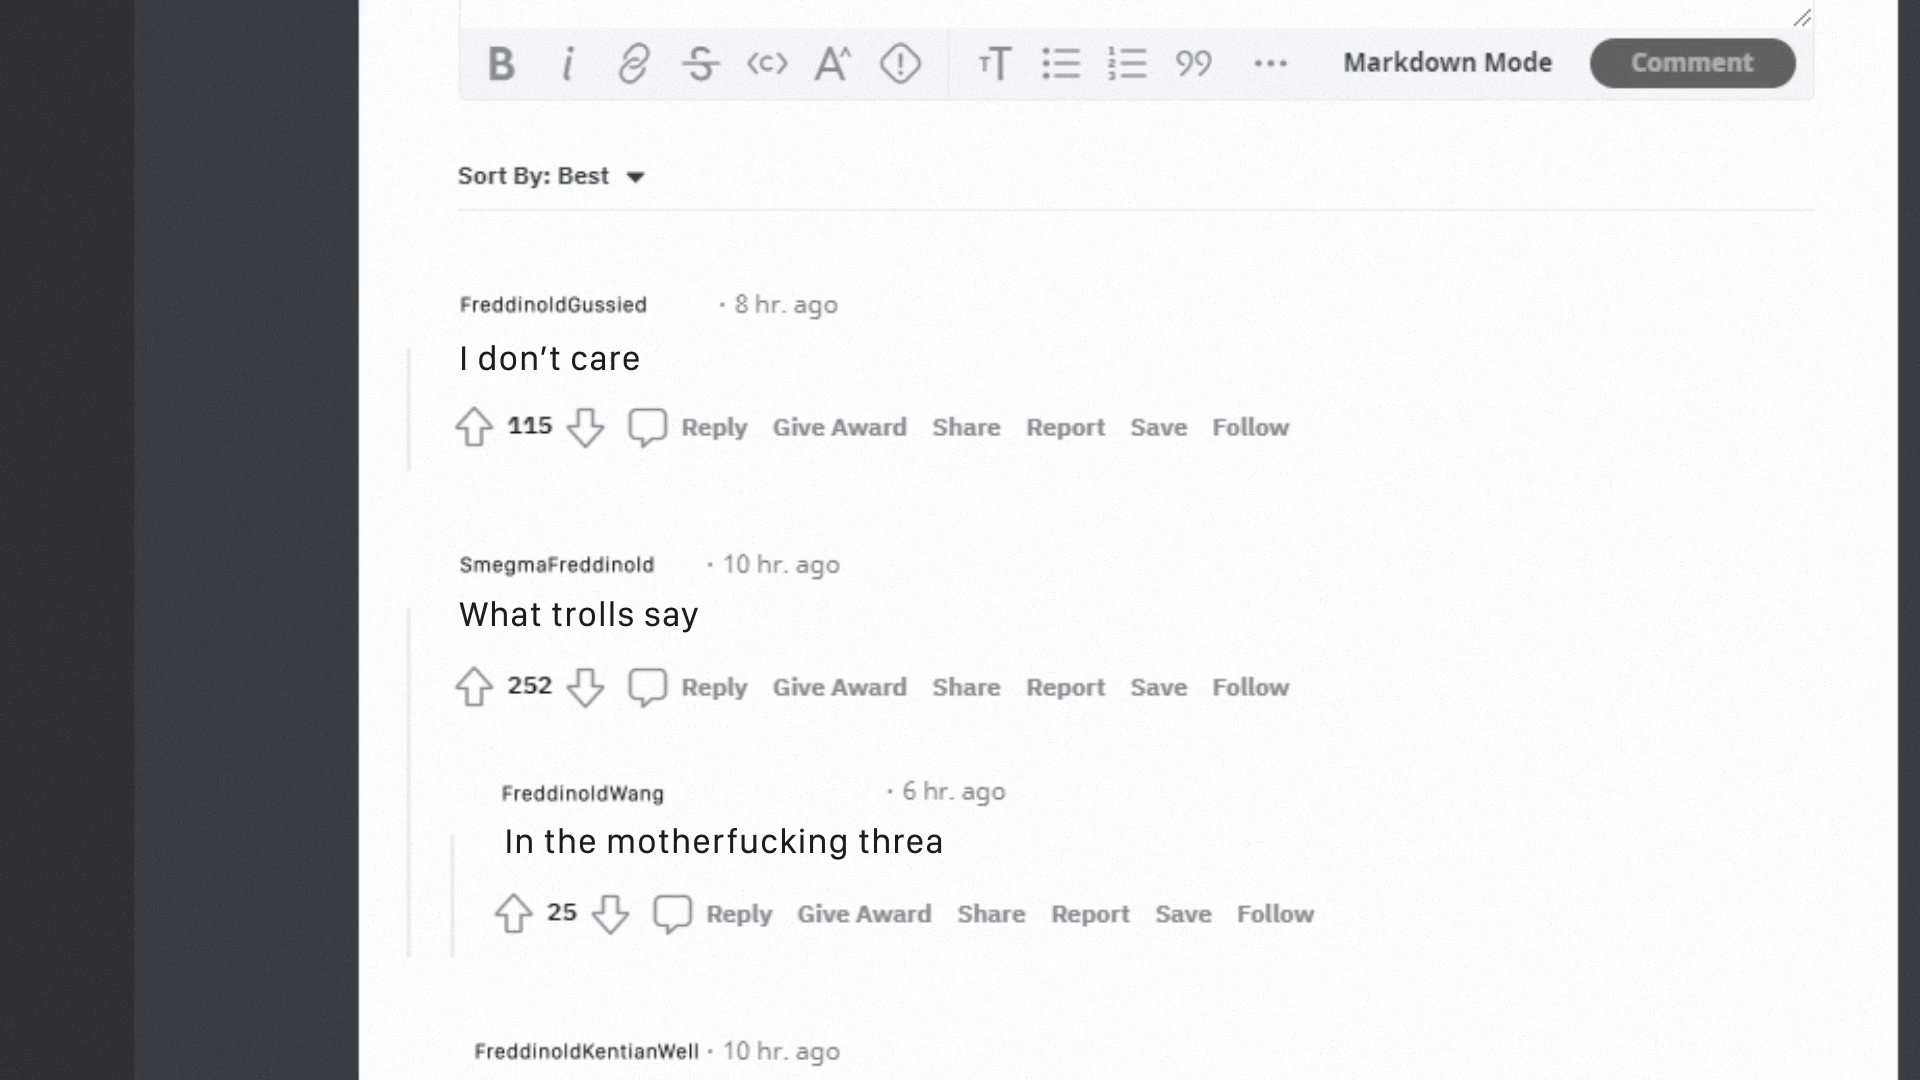 B i S <c> A^ T T 99 ... Markdown Mode Comment
Sort By: Best
FreddinoldGussied · 8 hr. ago
I don’t care
115 Reply Give Award Share Report Save Follow
SmegmaFreddinold · 10 hr. ago
What trolls say
252 Reply Give Award Share Report Save Follow
FreddinoldWang · 6 hr. ago
In the motherfucking threa
25 Reply Give Award Share Report Save Follow
FreddinoldKentianWell · 10 hr. ago